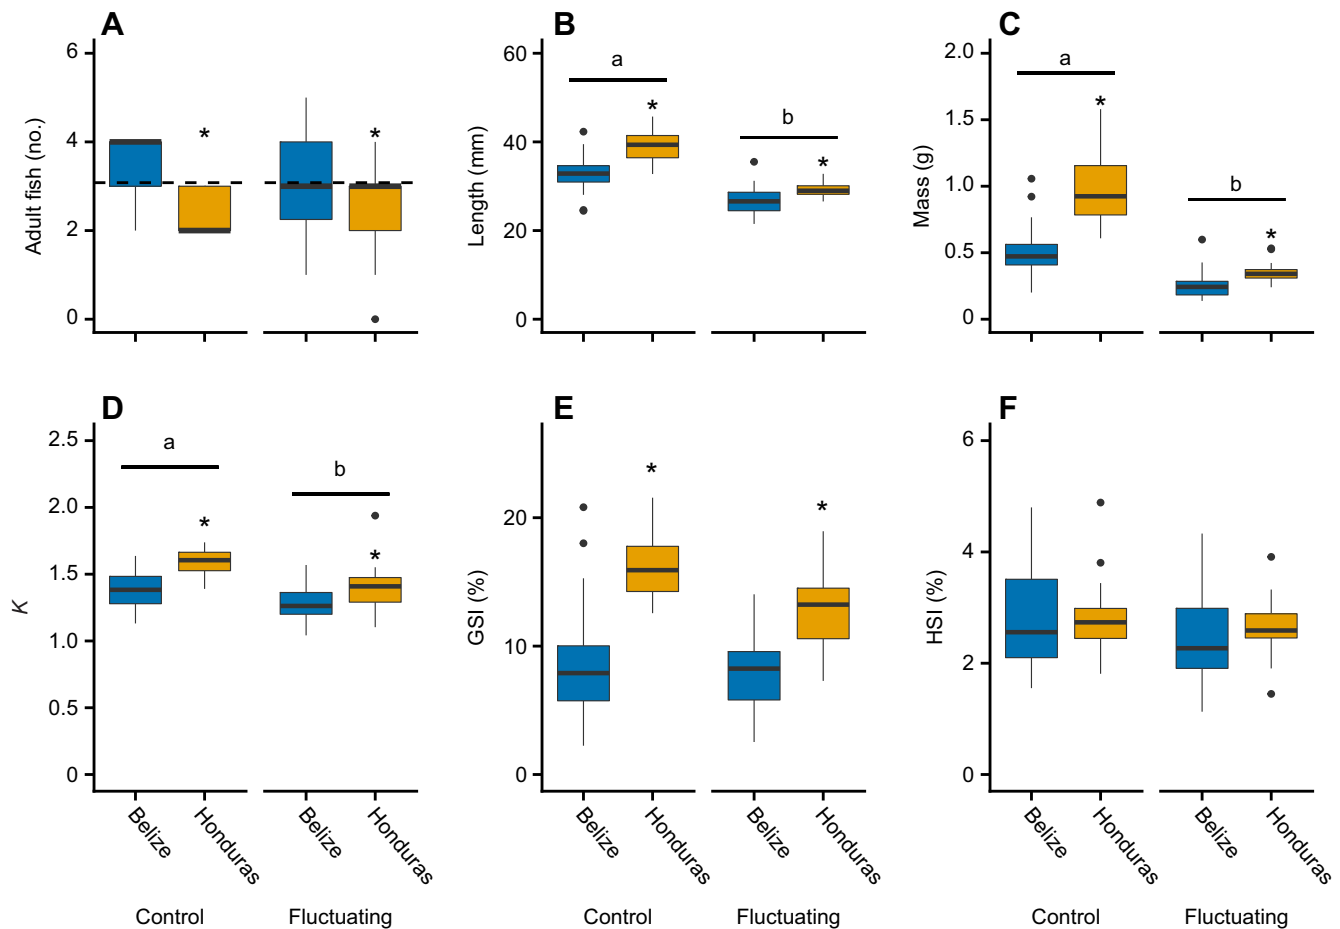 A
B
C
6
4
2
0
Adult fish (no.)
*
*
60
40
20
0
Length (mm)
a
*
b
*
2.0
1.5
1.0
0.5
0
Mass (g)
a
*
b
*
D
E
F
2.5
2.0
1.5
1.0
0.5
0
K
a
*
b
*
20
10
0
GSI (%)
*
*
6
4
2
0
HSI (%)
Belize
Honduras
Belize
Honduras
Belize
Honduras
Belize
Honduras
Belize
Honduras
Belize
Honduras
Control
Fluctuating
Control
Fluctuating
Control
Fluctuating